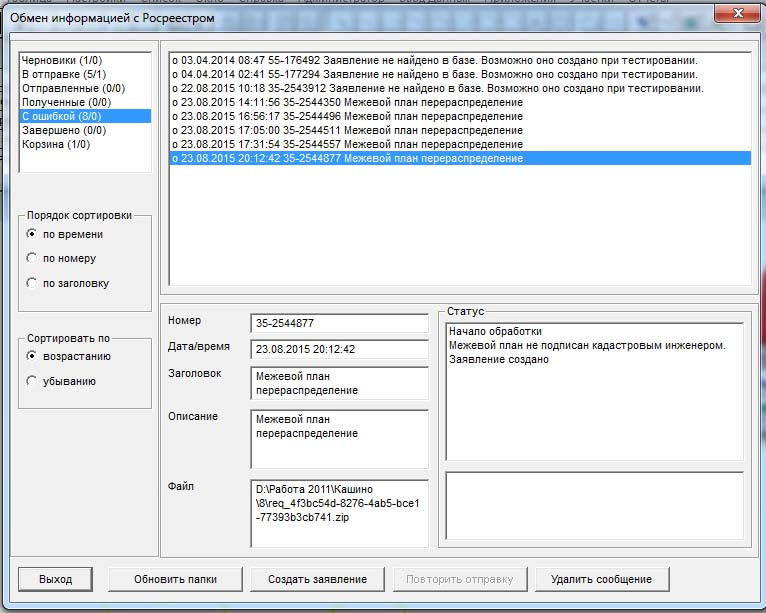 Обмен информацией с Росреестром
Черновики (1/0)
В отправке (5/1)
Отправленные (0/0)
Полученные (0/0)
С ошибкой (8/0)
Завершено (0/0)
Корзина (1/0)
о 03.04.2014 08:47 55-176492 Заявление не найдено в базе. Возможно оно создано при тестировании.
о 04.04.2014 02:41 55-177294 Заявление не найдено в базе. Возможно оно создано при тестировании.
о 22.08.2015 10:18 35-2543912 Заявление не найдено в базе. Возможно оно создано при тестировании.
о 23.08.2015 14:11:56 35-2544350 Межевой план перераспределение
о 23.08.2015 16:56:17 35-2544496 Межевой план перераспределение
о 23.08.2015 17:05:00 35-2544511 Межевой план перераспределение
о 23.08.2015 17:31:54 35-2544557 Межевой план перераспределение
о 23.08.2015 20:12:42 35-2544877 Межевой план перераспределение
Порядок сортировки
по времени
по номеру
по заголовку
Сортировать по
возрастанию
убыванию
Номер
35-2544877
Дата/время
23.08.2015 20:12:42
Заголовок
Межевой план
перераспределение
Описание
Межевой план
перераспределение
Файл
D:\Работа 2011\Кашино
\8\req_4f3bc54d-8276-4ab5-bce1
-77393b3cb741.zip
Статус
Начало обработки
Межевой план не подписан кадастровым инженером.
Заявление создано
Выход
Обновить папки
Создать заявление
Повторить отправку
Удалить сообщение